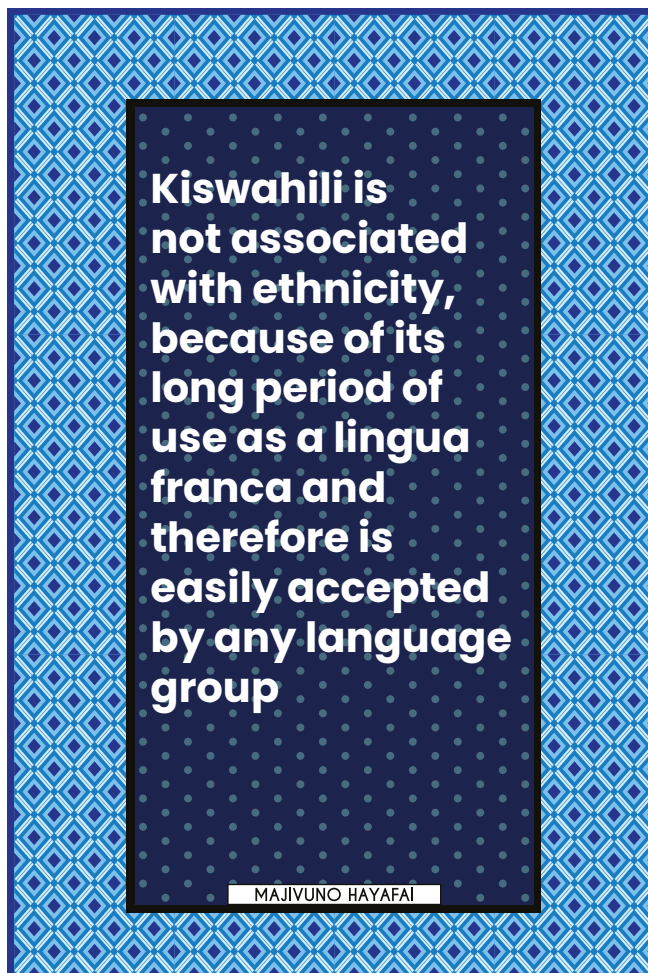 Kiswahili is
not associated
with ethnicity,
because of its
long period of
use as a lingua
franca and
therefore is
easily accepted
by any language
group
MAJIVUNO HAYAFAI